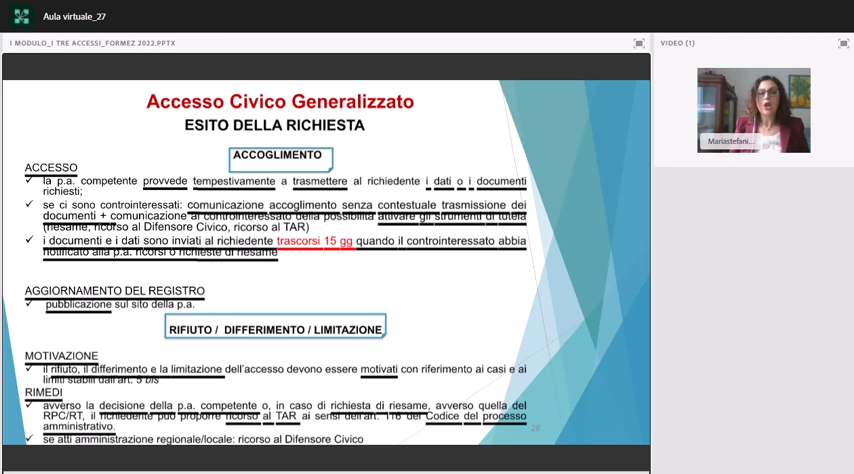 Aula virtuale_27
I MODULO_I TRE ACCESSI_FORMEZ 2022.PPTX
VIDEO (1)
Accesso Civico Generalizzato
ESITO DELLA RICHIESTA
ACCOGLIMENTO
ACCESSO
✓ la p.a. competente provvede tempestivamente a trasmettere al richiedente i dati o i documenti
richiesti;
✓ se ci sono controinteressati: comunicazione accoglimento senza contestuale trasmissione dei
documenti + comunicazione al controinteressato della possibilità attivare gli strumenti di tutela
(riesame, ricorso al Difensore Civico, ricorso al TAR)
✓ i documenti e i dati sono inviati al richiedente trascorsi 15 gg quando il controinteressato abbia
notificato alla p.a. ricorsi o richieste di riesame
AGGIORNAMENTO DEL REGISTRO
✓ pubblicazione sul sito della p.a.
RIFIUTO / DIFFERIMENTO / LIMITAZIONE
MOTIVAZIONE
✓ il rifiuto, il differimento e la limitazione dell'accesso devono essere motivati con riferimento ai casi e ai
limiti stabili dall'art. 5 bis
RIMEDI
✓ avverso la decisione della p.a. competente o, in caso di richiesta di riesame, avverso quella del
RPC/RT, il richiedente può proporre ricorso al TAR ai sensi dell'art. 116 del Codice del processo
amministrativo.
✓ se atti amministrazione regionale/locale: ricorso al Difensore Civico
28
Mariastefani...